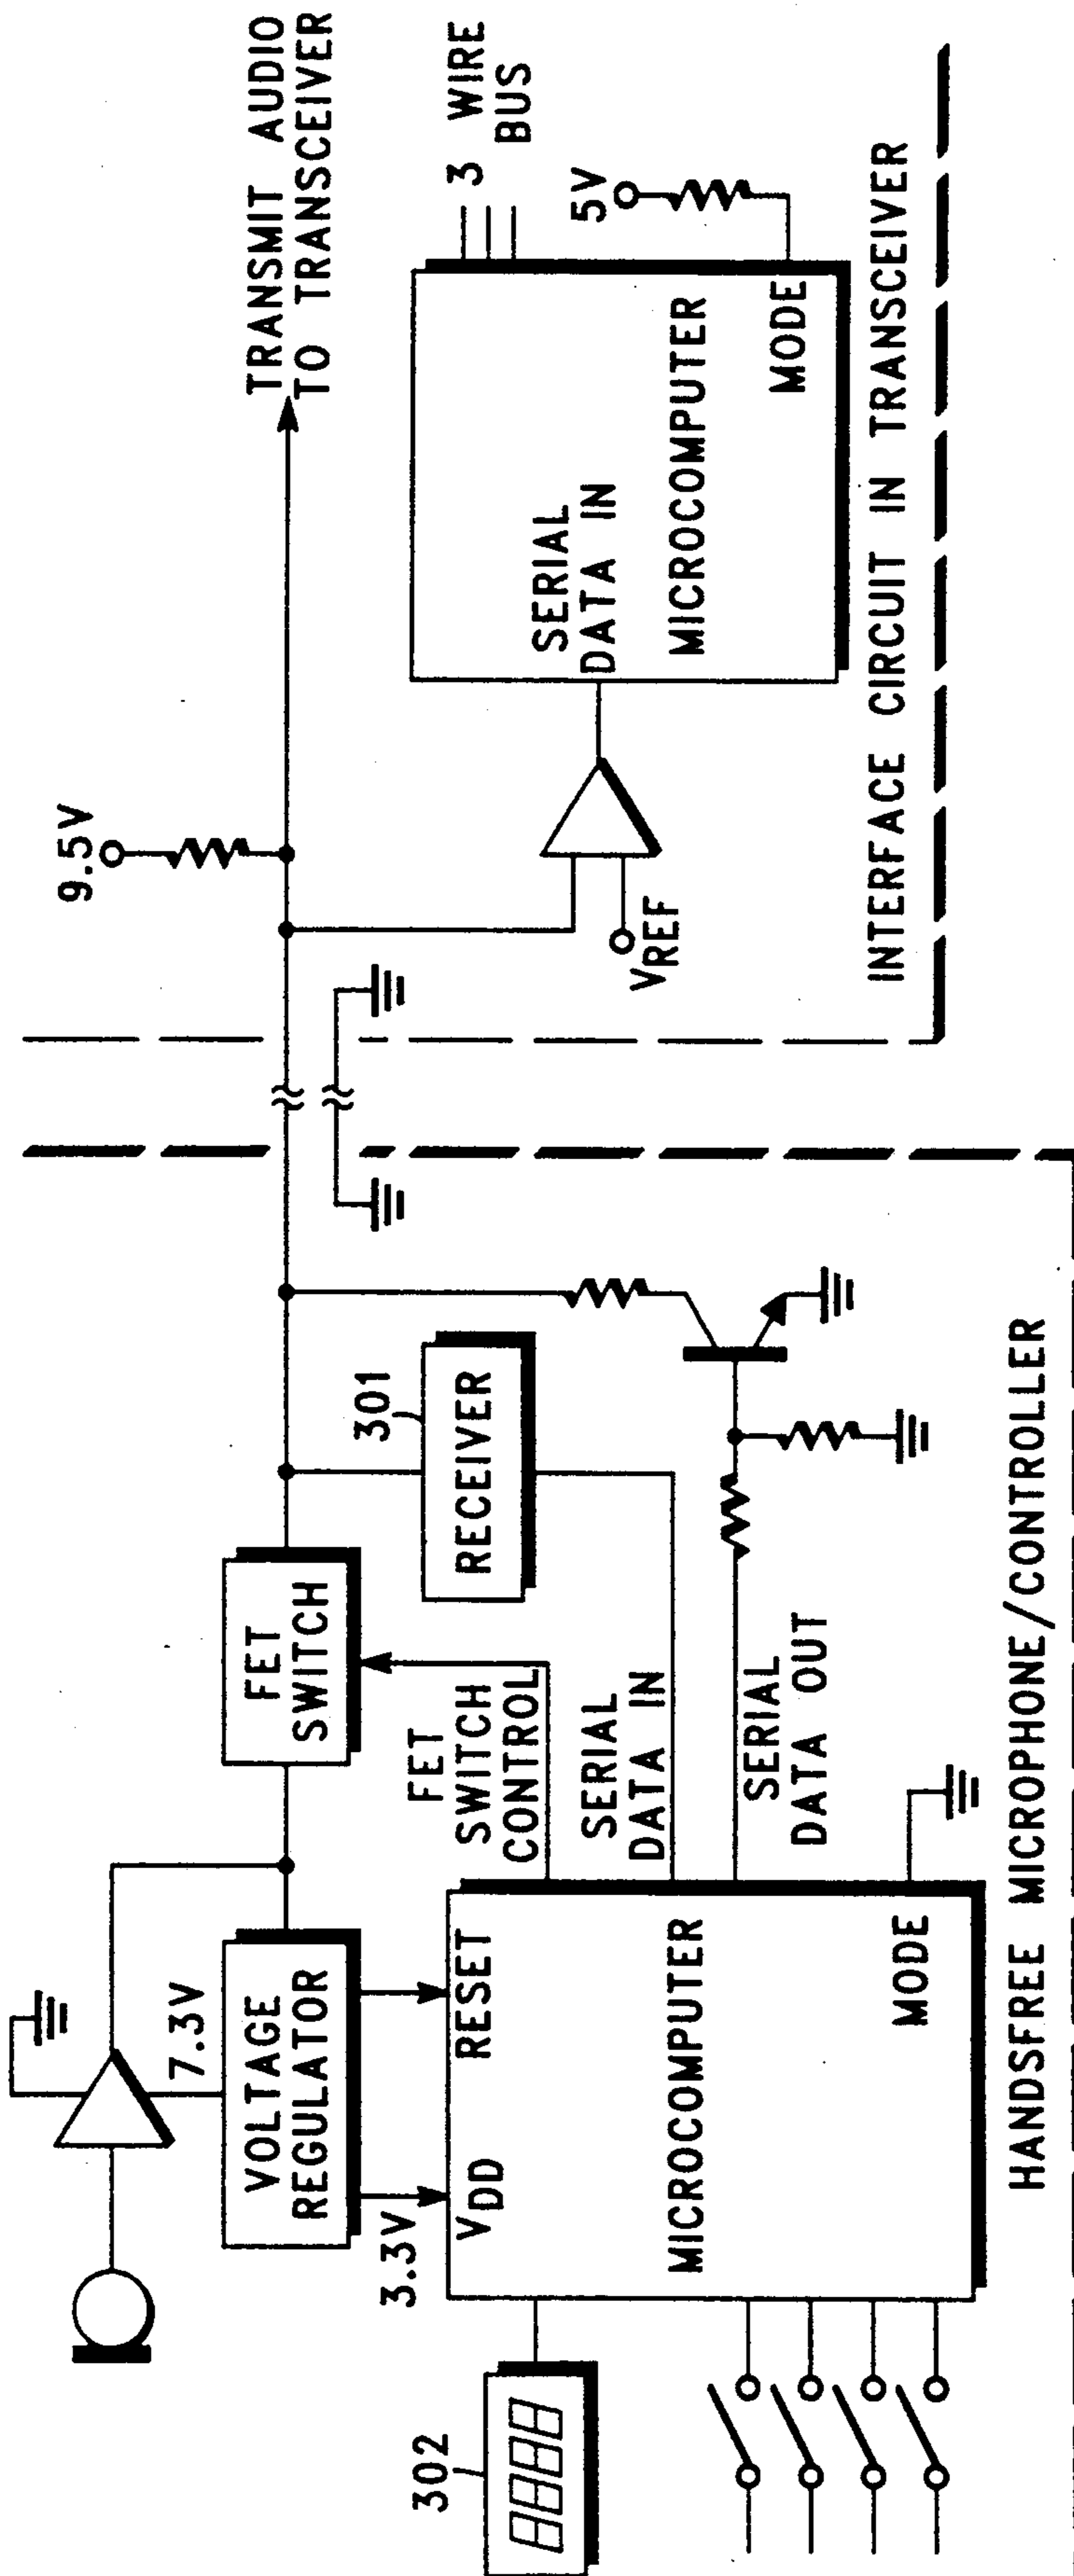 7.3V
VOLTAGE
REGULATOR
3.3V
VDD
RESET
MICROCOMPUTER
MODE
302
FET
SWITCH
FET
SWITCH
CONTROL
SERIAL
DATA IN
SERIAL
DATA OUT
301
RECEIVER
HANDSFREE MICROPHONE/CONTROLLER
9.5V
TRANSMIT AUDIO
TO TRANSCEIVER
VREF
SERIAL
DATA IN
MICROCOMPUTER
MODE
3 WIRE
BUS
5V
INTERFACE CIRCUIT IN TRANSCEIVER
8888